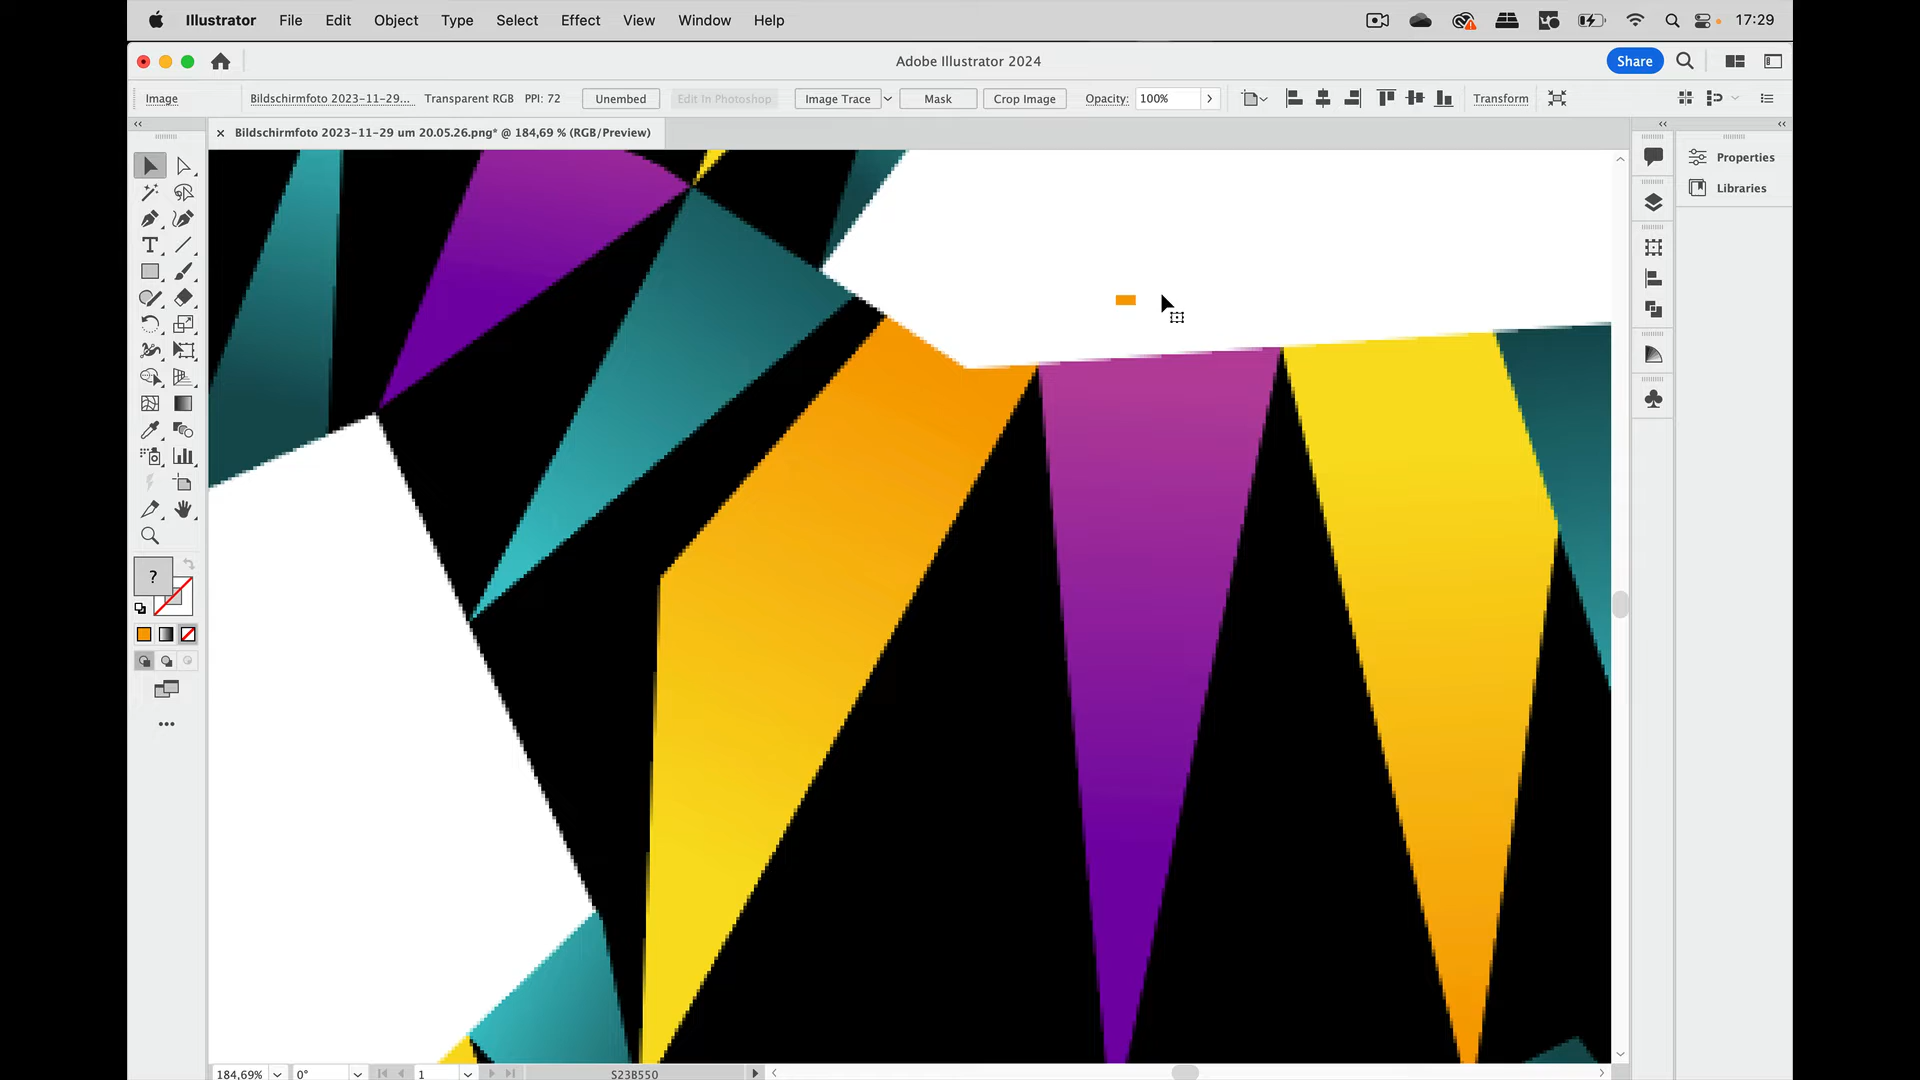 Illustrator File Edit Object Type Select Effect View Window Help 17:29
Adobe Illustrator 2024 Share
Image Bildschirmfoto 2023-11-29... Transparent RGB PPI: 72 Unembed Edit In Photoshop Image Trace Mask Crop Image Opacity: 100% Transform
× Bildschirmfoto 2023-11-29 um 20.05.26.png* @ 184,69 % (RGB/Preview)
Properties
Libraries
?
184,69% 0° 1 S23B550